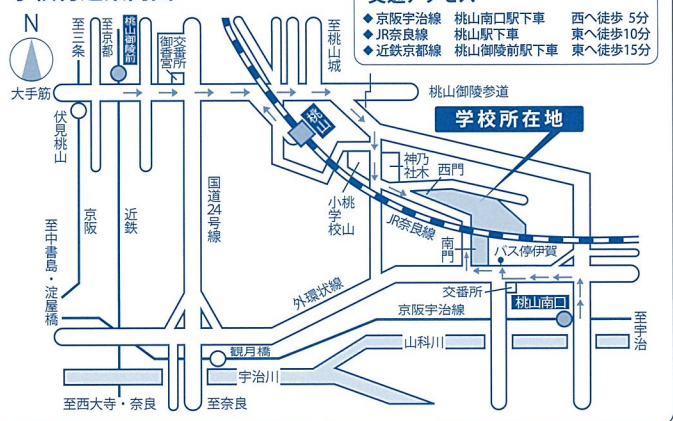 ◆ 京阪宇治線 桃山南口駅下車 西へ徒歩 5分
◆ JR奈良線 桃山駅下車 東へ徒歩10分
◆ 近鉄京都線 桃山御陵前駅下車 東へ徒歩15分
N
至三条
至京都
桃山御陵前
御香宮
交番所
至桃山城
大手筋
桃山御陵参道
伏見桃山
桃山
学校所在地
乃木神社
西門
桃山小学校
国道24号線
京阪
近鉄
JR奈良線
南門
バス停伊賀
至中書島・淀屋橋
外環状線
交番所
桃山南口
京阪宇治線
至宇治
山科川
観月橋
宇治川
至西大寺・奈良
至奈良